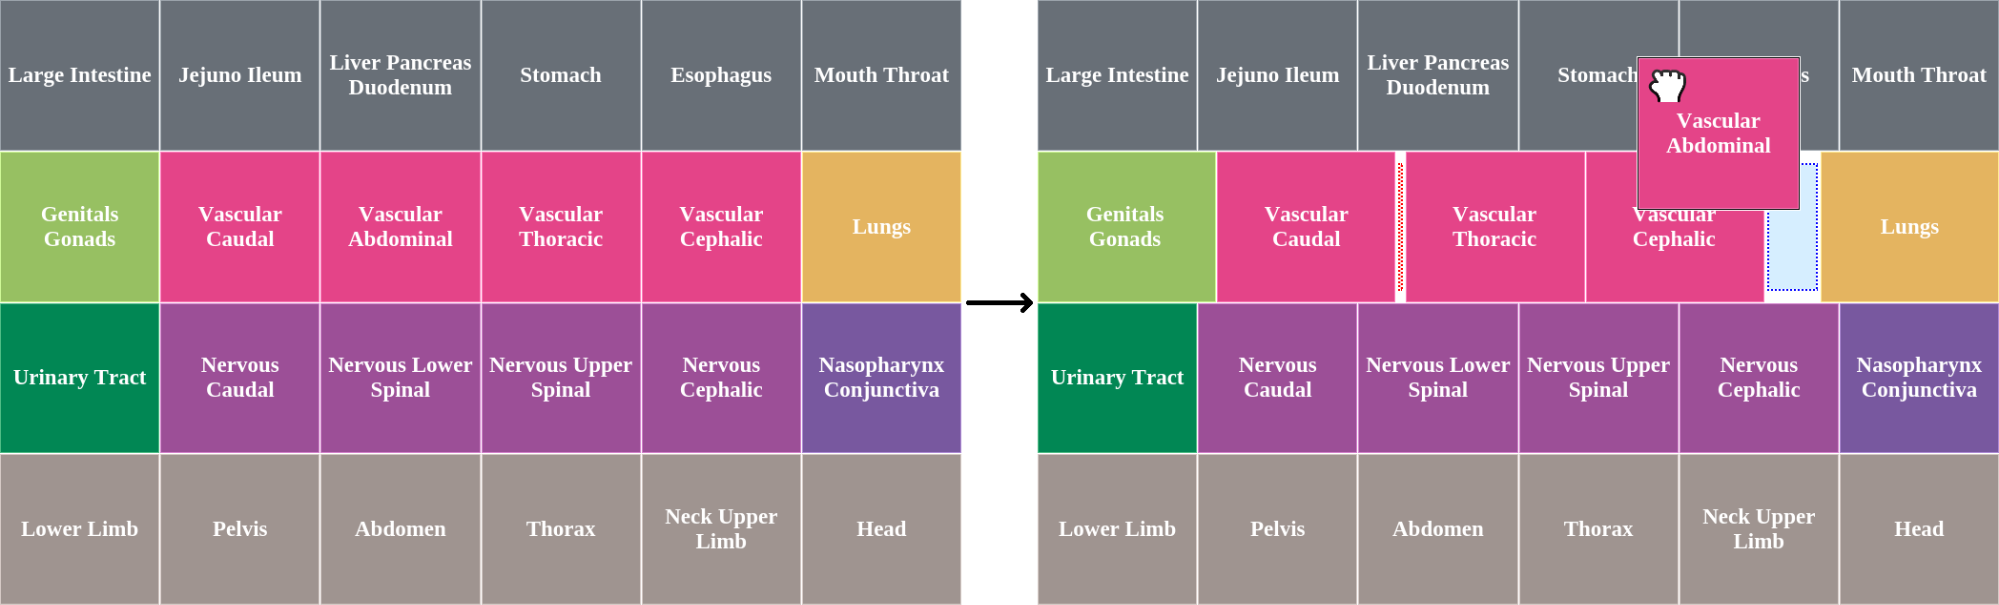 Large Intestine
Jejuno Ileum
Liver Pancreas
Duodenum
Stomach
Esophagus
Mouth Throat
Genitals
Gonads
Vascular
Caudal
Vascular
Abdominal
Vascular
Thoracic
Vascular
Cephalic
Lungs
Urinary Tract
Nervous
Caudal
Nervous Lower
Spinal
Nervous Upper
Spinal
Nervous
Cephalic
Nasopharynx
Conjunctiva
Lower Limb
Pelvis
Abdomen
Thorax
Neck Upper
Limb
Head
Large Intestine
Jejuno Ileum
Liver Pancreas
Duodenum
Stomach
s
Mouth Throat
Vascular
Abdominal
Genitals
Gonads
Vascular
Caudal
Vascular
Thoracic
Vascular
Cephalic
Lungs
Urinary Tract
Nervous
Caudal
Nervous Lower
Spinal
Nervous Upper
Spinal
Nervous
Cephalic
Nasopharynx
Conjunctiva
Lower Limb
Pelvis
Abdomen
Thorax
Neck Upper
Limb
Head